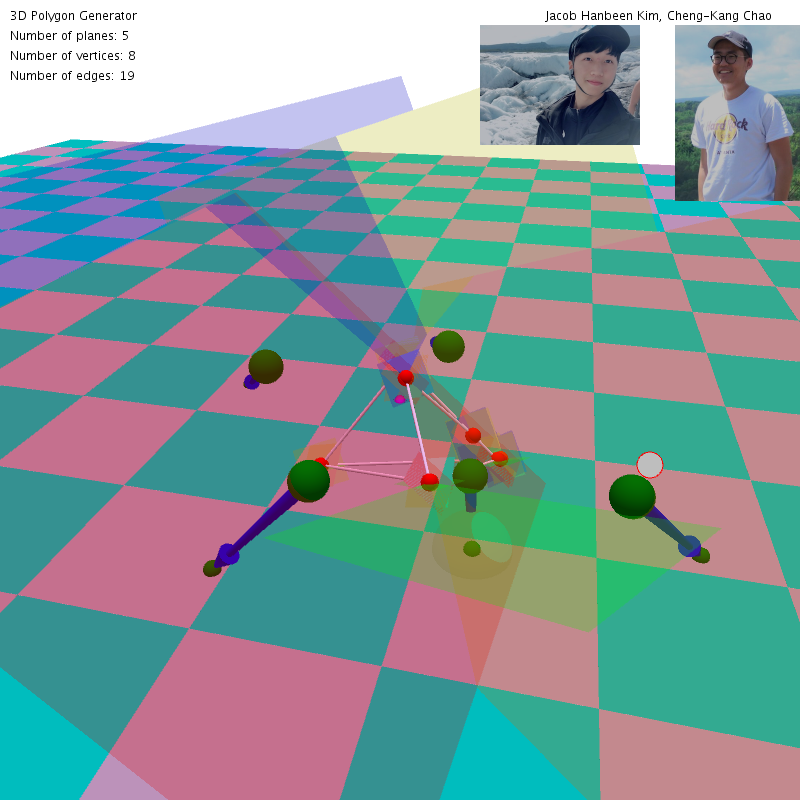 3D Polygon Generator
Jacob Hanbeen Kim, Cheng-Kang Chao
Number of planes: 5
Number of vertices: 8
Number of edges: 19